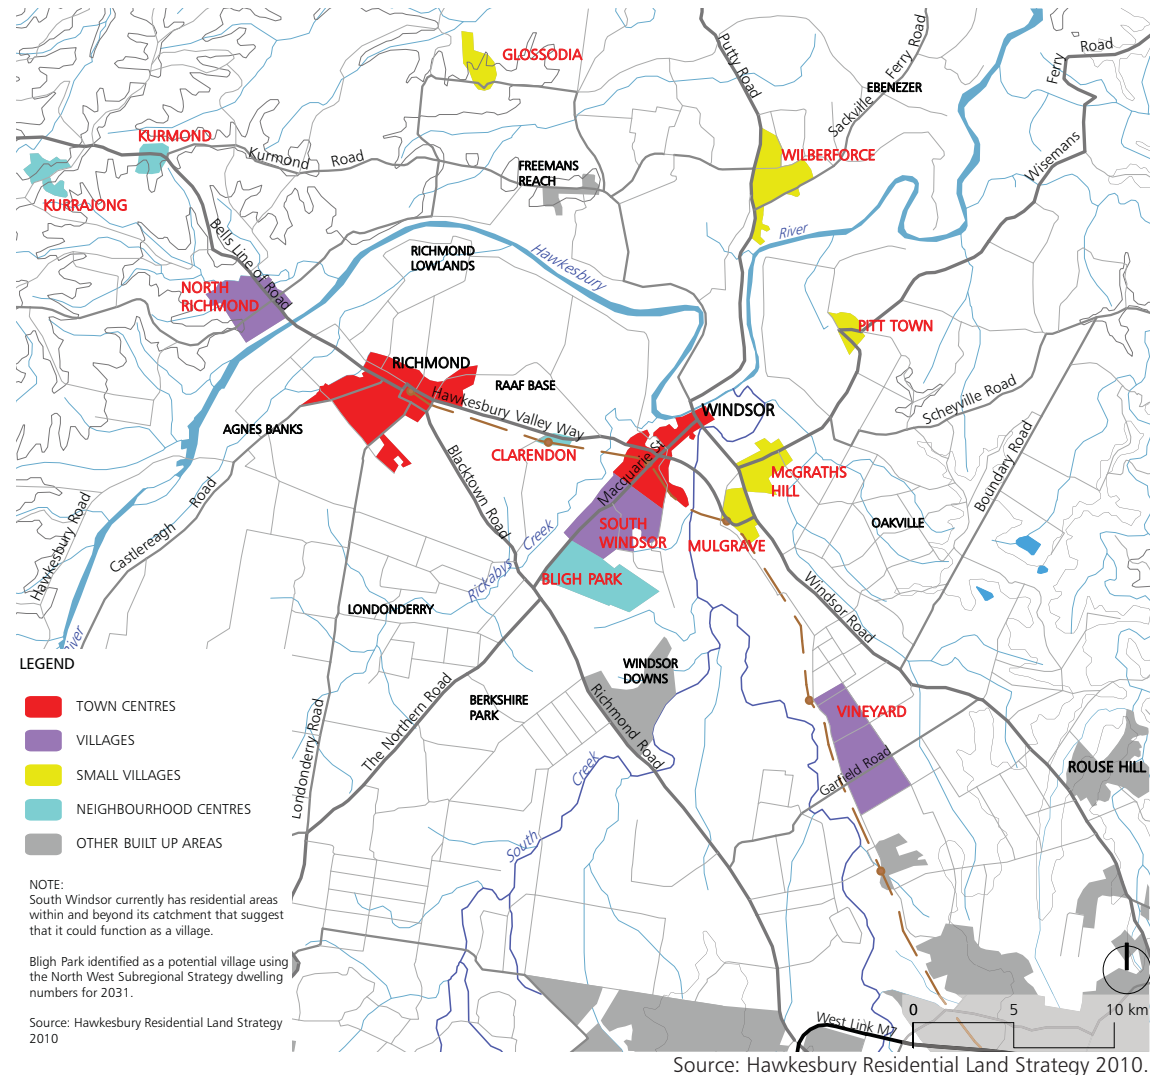 GLOSSODIA
Putty Road
Sackville Ferry Road
EBENEZER
Ferry Road
Wisemans
KURMOND
Kurmond Road
WILBERFORCE
FREEMANS
REACH
KURRAJONG
Bells Line of Road
River
RICHMOND
LOWLANDS
Hawkesbury
NORTH
RICHMOND
PITT TOWN
RICHMOND
RAAF BASE
Hawkesbury Valley Way
Scheyville Road
WINDSOR
AGNES BANKS
CLARENDON
Macquarie St
McGRATHS
HILL
Boundary Road
Blacktown Road
Hawkesbury Road
Castlereagh Road
Rickabys Creek
SOUTH
WINDSOR
MULGRAVE
OAKVILLE
BLIGH PARK
LONDONDERRY
Windsor Road
River
WINDSOR
DOWNS
BERKSHIRE
PARK
Richmond Road
The Northern Road
Londonderry Road
VINEYARD
Garfield Road
ROUSE HILL
South Creek
LEGEND
TOWN CENTRES
VILLAGES
SMALL VILLAGES
NEIGHBOURHOOD CENTRES
OTHER BUILT UP AREAS
NOTE:
South Windsor currently has residential areas
within and beyond its catchment that suggest
that it could function as a village.
Bligh Park identified as a potential village using
the North West Subregional Strategy dwelling
numbers for 2031.
Source: Hawkesbury Residential Land Strategy
2010
West Link M7
0 5 10 km
Source: Hawkesbury Residential Land Strategy 2010.